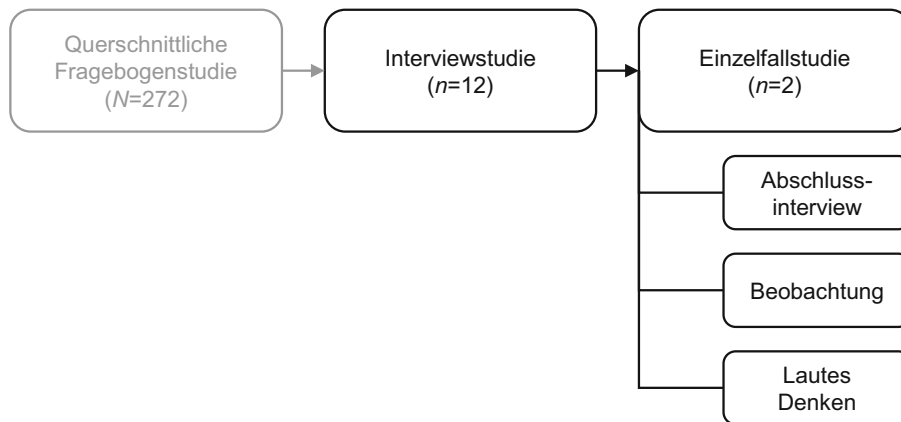 Querschnittliche
Fragebogenstudie
(N=272)
Interviewstudie
(n=12)
Einzelfallstudie
(n=2)
Abschluss-
interview
Beobachtung
Lautes
Denken